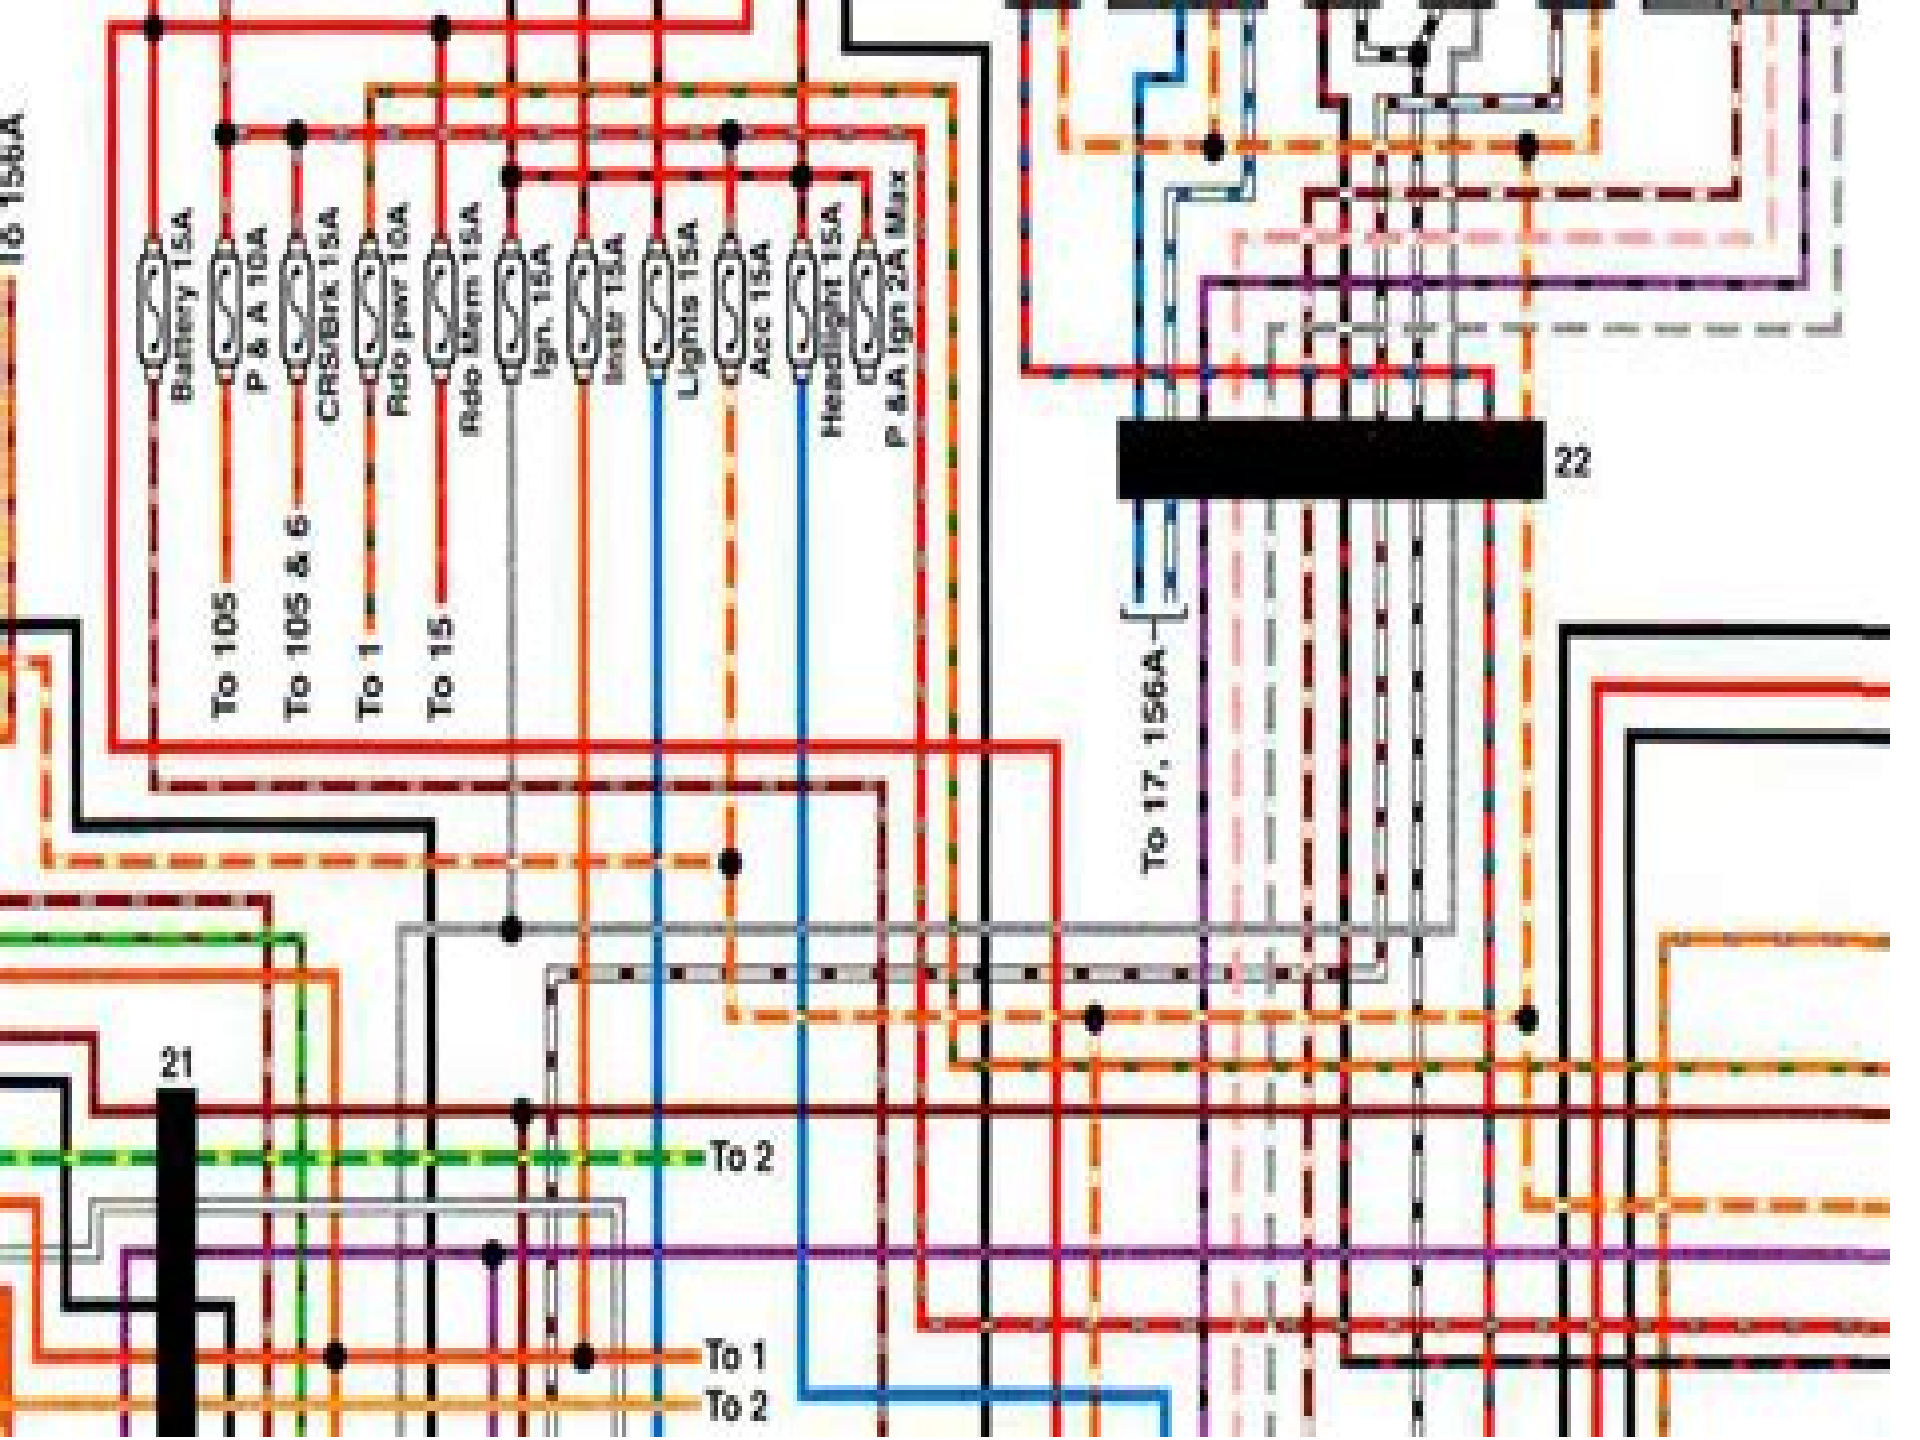 To 156A
Battery 15A
P & A 10A
CRS/Brk 15A
Rdo pwr 10A
Rdo Mem 15A
Ign. 15A
Instr 15A
Lights 15A
Acc 15A
Headlight 15A
P & A Ign 2A Max
22
To 105
To 105 & 6
To 1
To 15
To 17, 156A
21
To 2
To 1
To 2